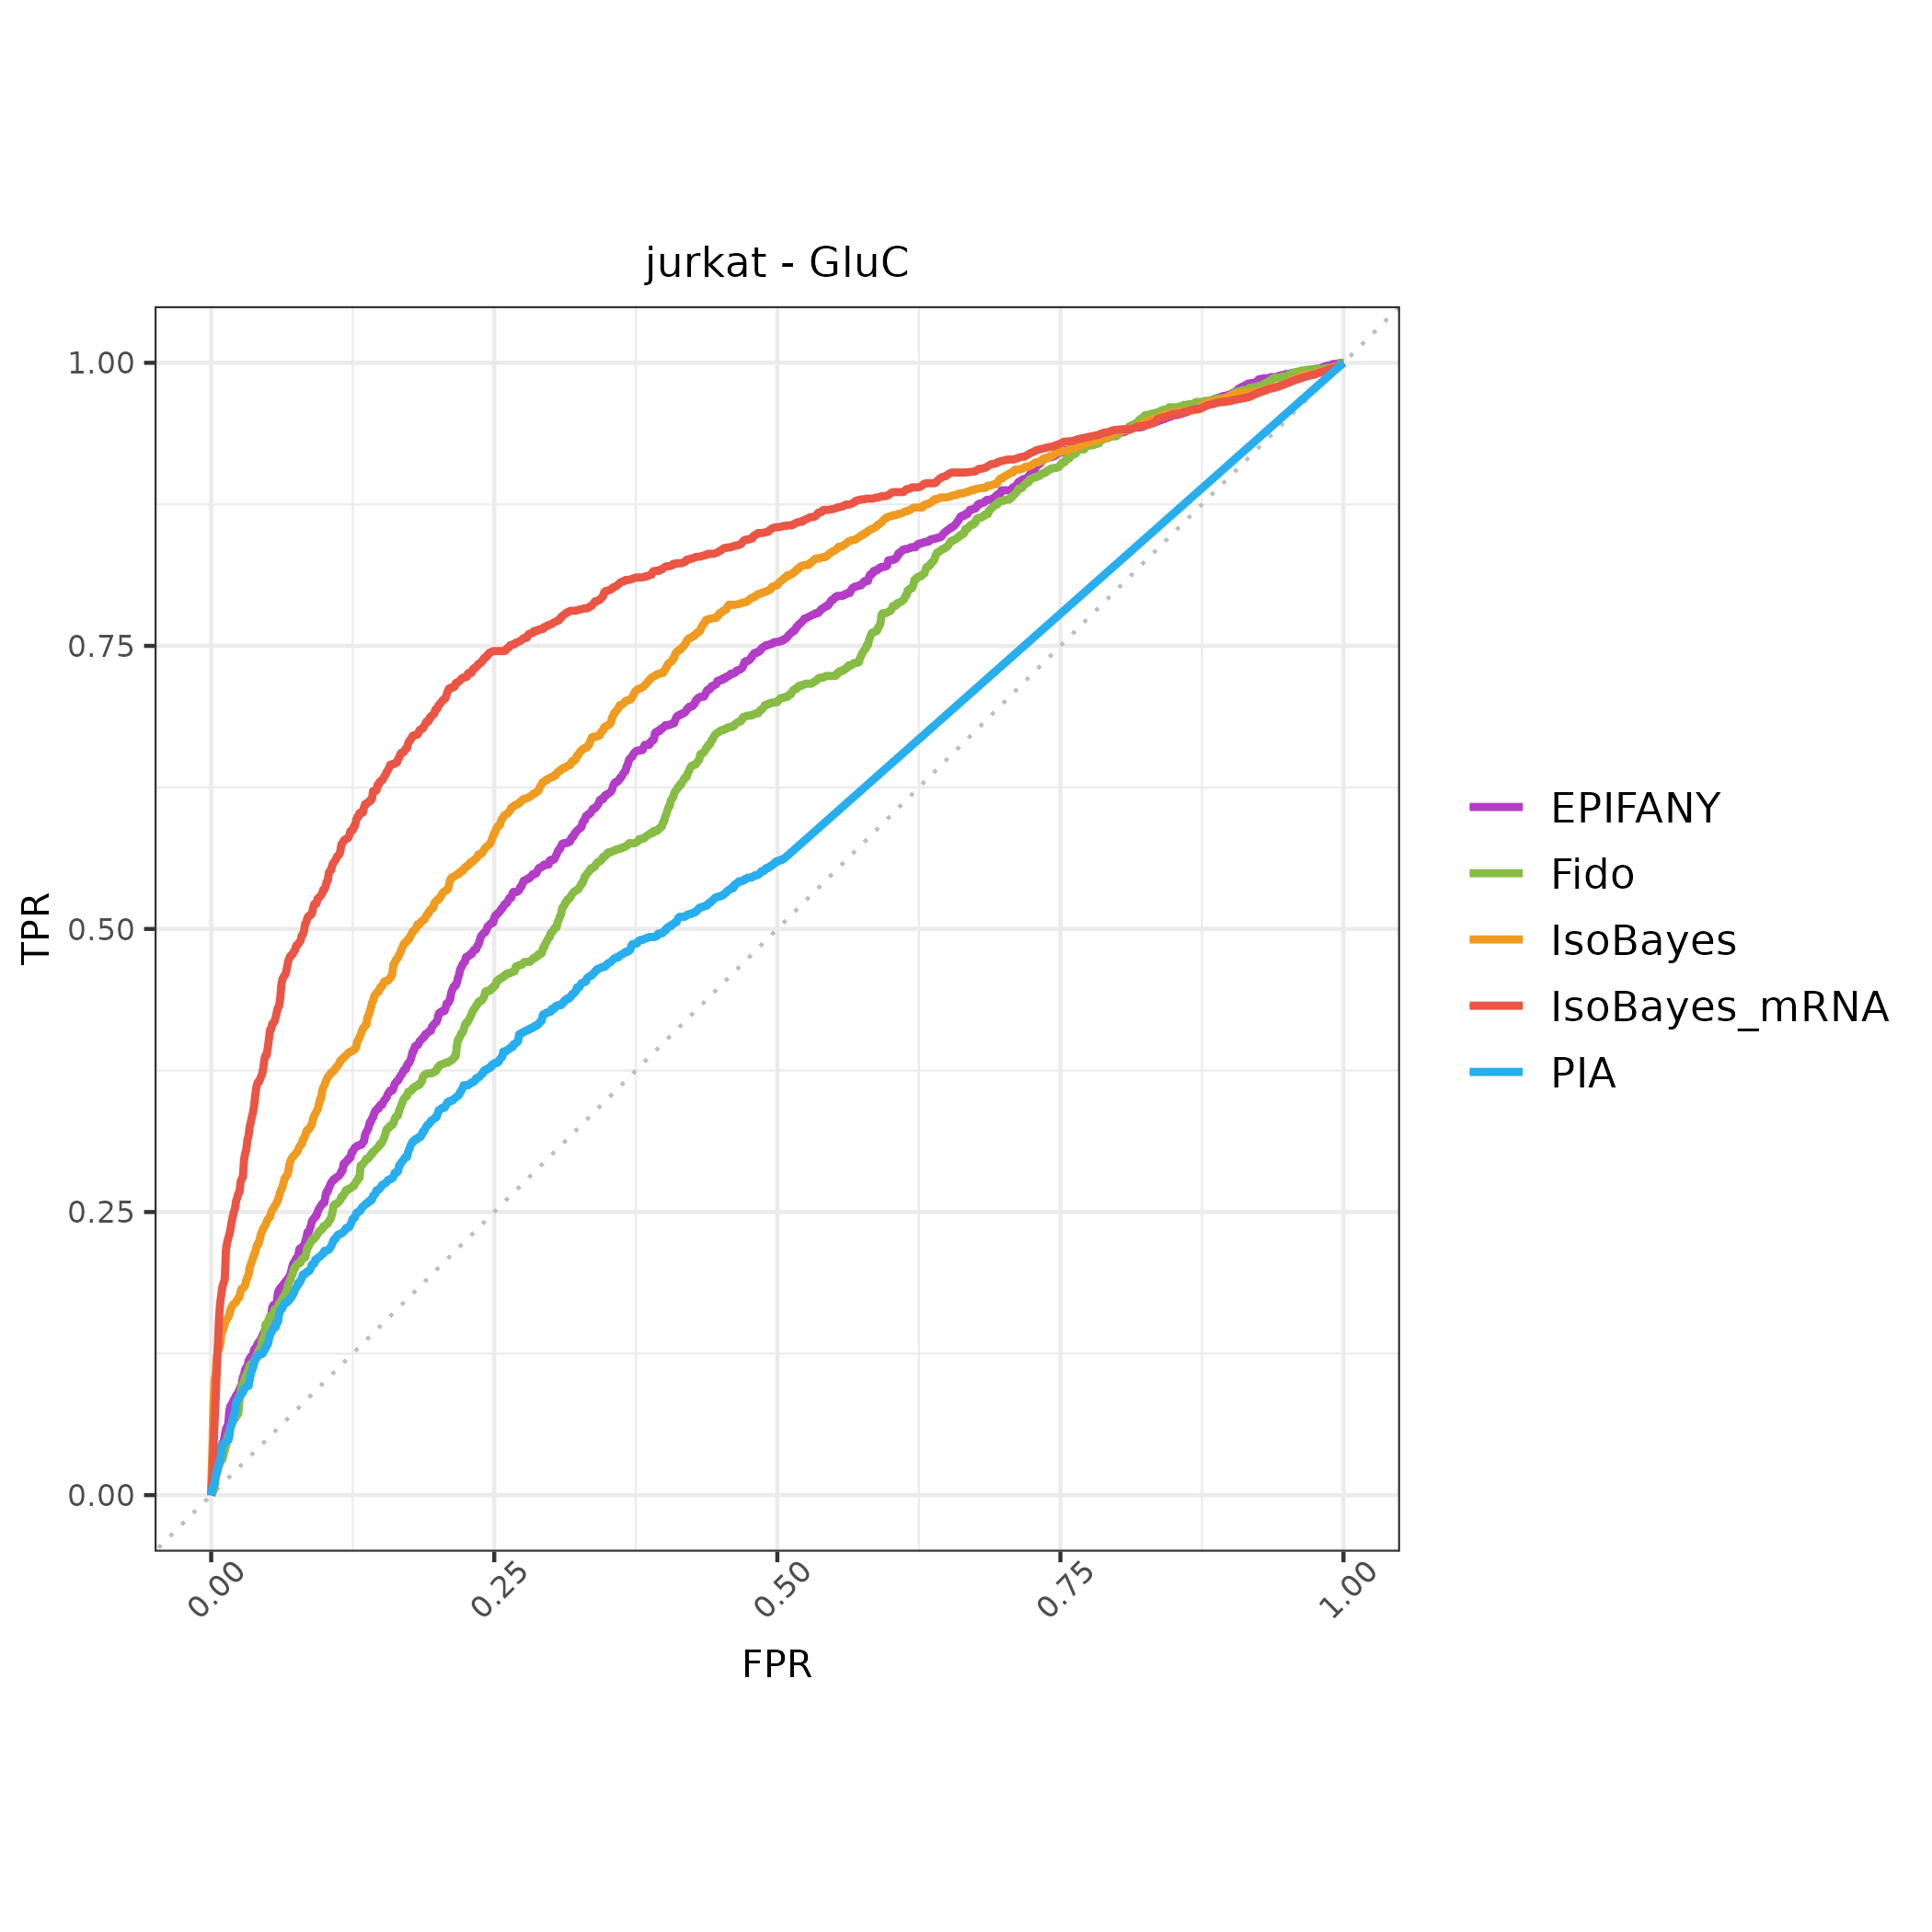 jurkat - GluC
TPR
1.00
0.75
0.50
0.25
0.00
0.00
0.25
0.50
0.75
1.00
FPR
EPIFANY
Fido
IsoBayes
IsoBayes_mRNA
PIA